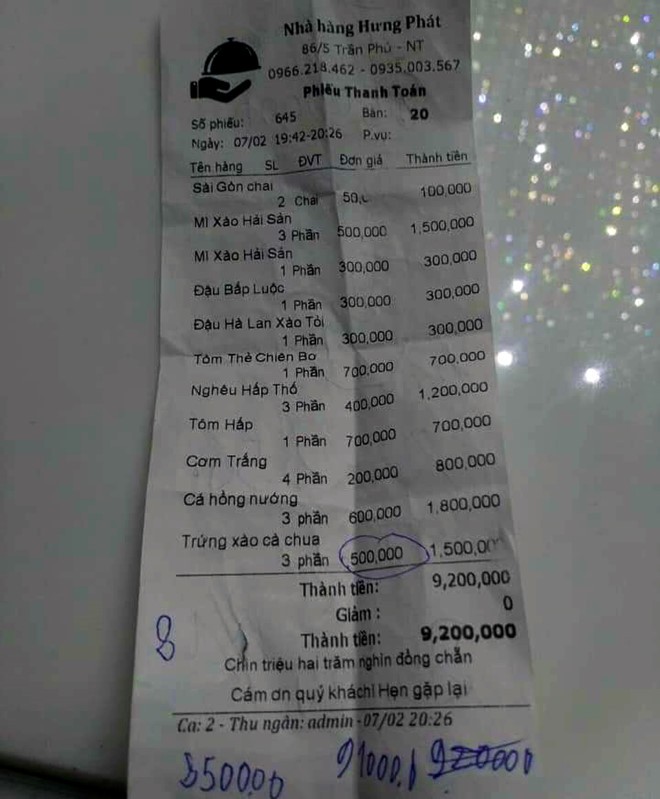 Nhà hàng Hưng Phát
86/5 Trần Phú - NT
0966.218.462 - 0935.003.567
Phiếu Thanh Toán
Số phiếu: 645 Bàn: 20
Ngày: 07/02 19:42-20:26 P.vụ:
Tên hàng SL ĐVT Đơn giá Thành tiền
Sài Gòn chai
2 Chai 50, 100,000
Mì Xào Hải Sản
3 Phần 500,000 1,500,000
Mì Xào Hải Sản
1 Phần 300,000 300,000
Đậu Bắp Luộc
1 Phần 300,000 300,000
Đậu Hà Lan Xào Tỏi
1 Phần 300,000 300,000
Tôm Thẻ Chiên Bơ
1 Phần 700,000 700,000
Nghêu Hấp Thố
3 Phần 400,000 1,200,000
Tôm Hấp
1 Phần 700,000 700,000
Cơm Trắng
4 Phần 200,000 800,000
Cá hồng nướng
3 phần 600,000 1,800,000
Trứng xào cà chua
3 phần 500,000 1,500,00
Thành tiền: 9,200,000
Giảm : 0
Thành tiền: 9,200,000
Chín triệu hai trăm nghìn đồng chẵn
Cám ơn quý khách! Hẹn gặp lại
Ca: 2 - Thu ngân: admin - 07/02 20:26